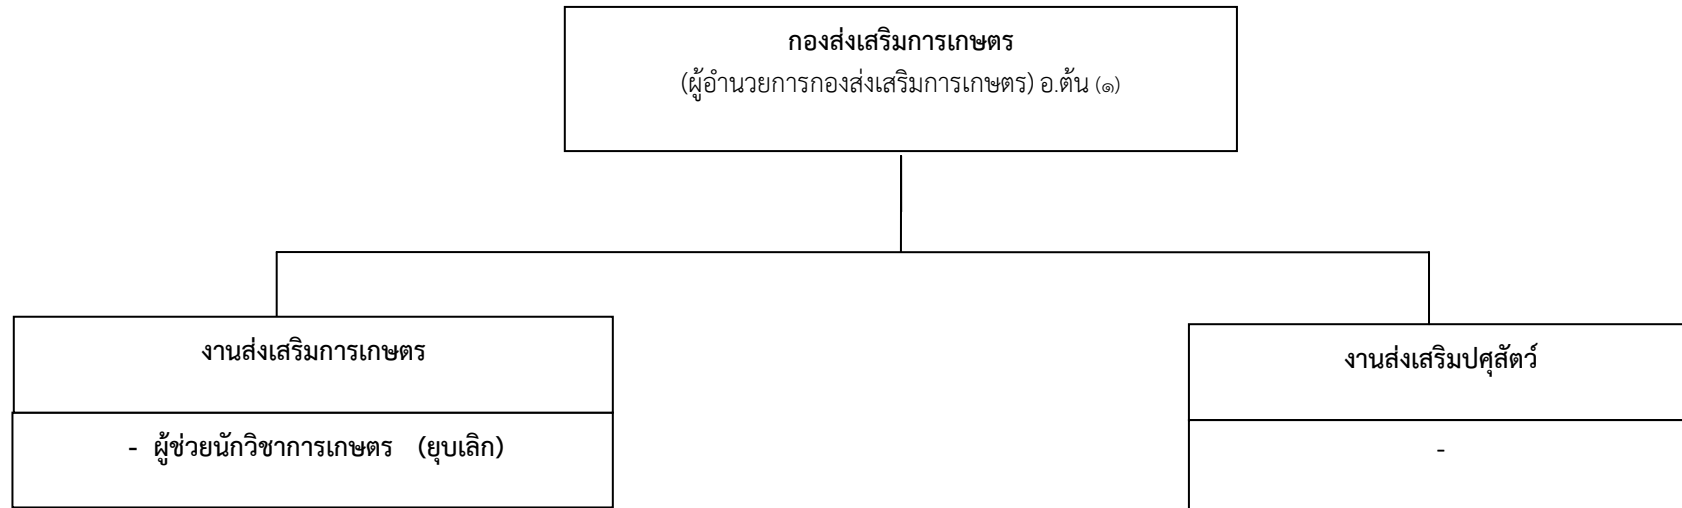 กองส่งเสริมการเกษตร
(ผู้อำนวยการกองส่งเสริมการเกษตร) อ.ต้น (๑)
งานส่งเสริมการเกษตร
- ผู้ช่วยนักวิชาการเกษตร (ยุบเลิก)
งานส่งเสริมปศุสัตว์
-